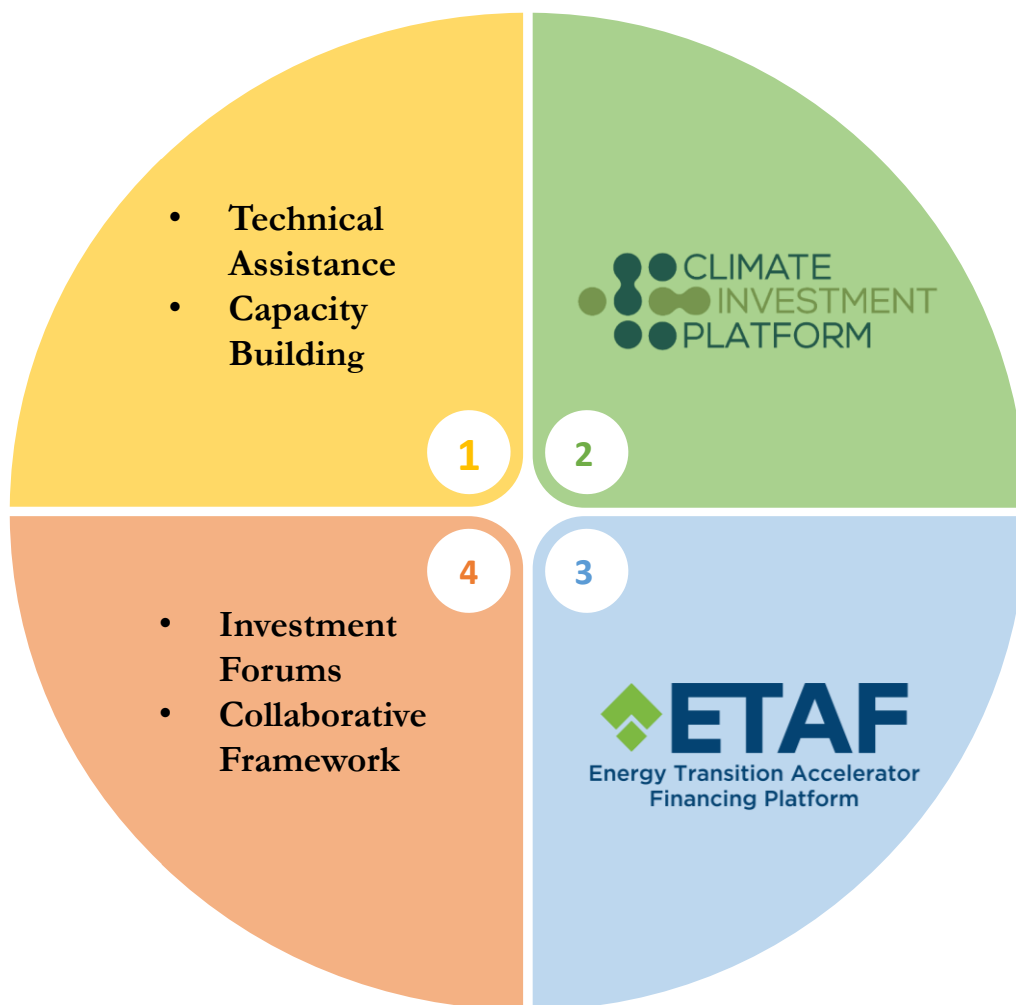 • Technical
Assistance
• Capacity
Building
1
CLIMATE
INVESTMENT
PLATFORM
2
3
ETAF
Energy Transition Accelerator
Financing Platform
4
• Investment
Forums
• Collaborative
Framework